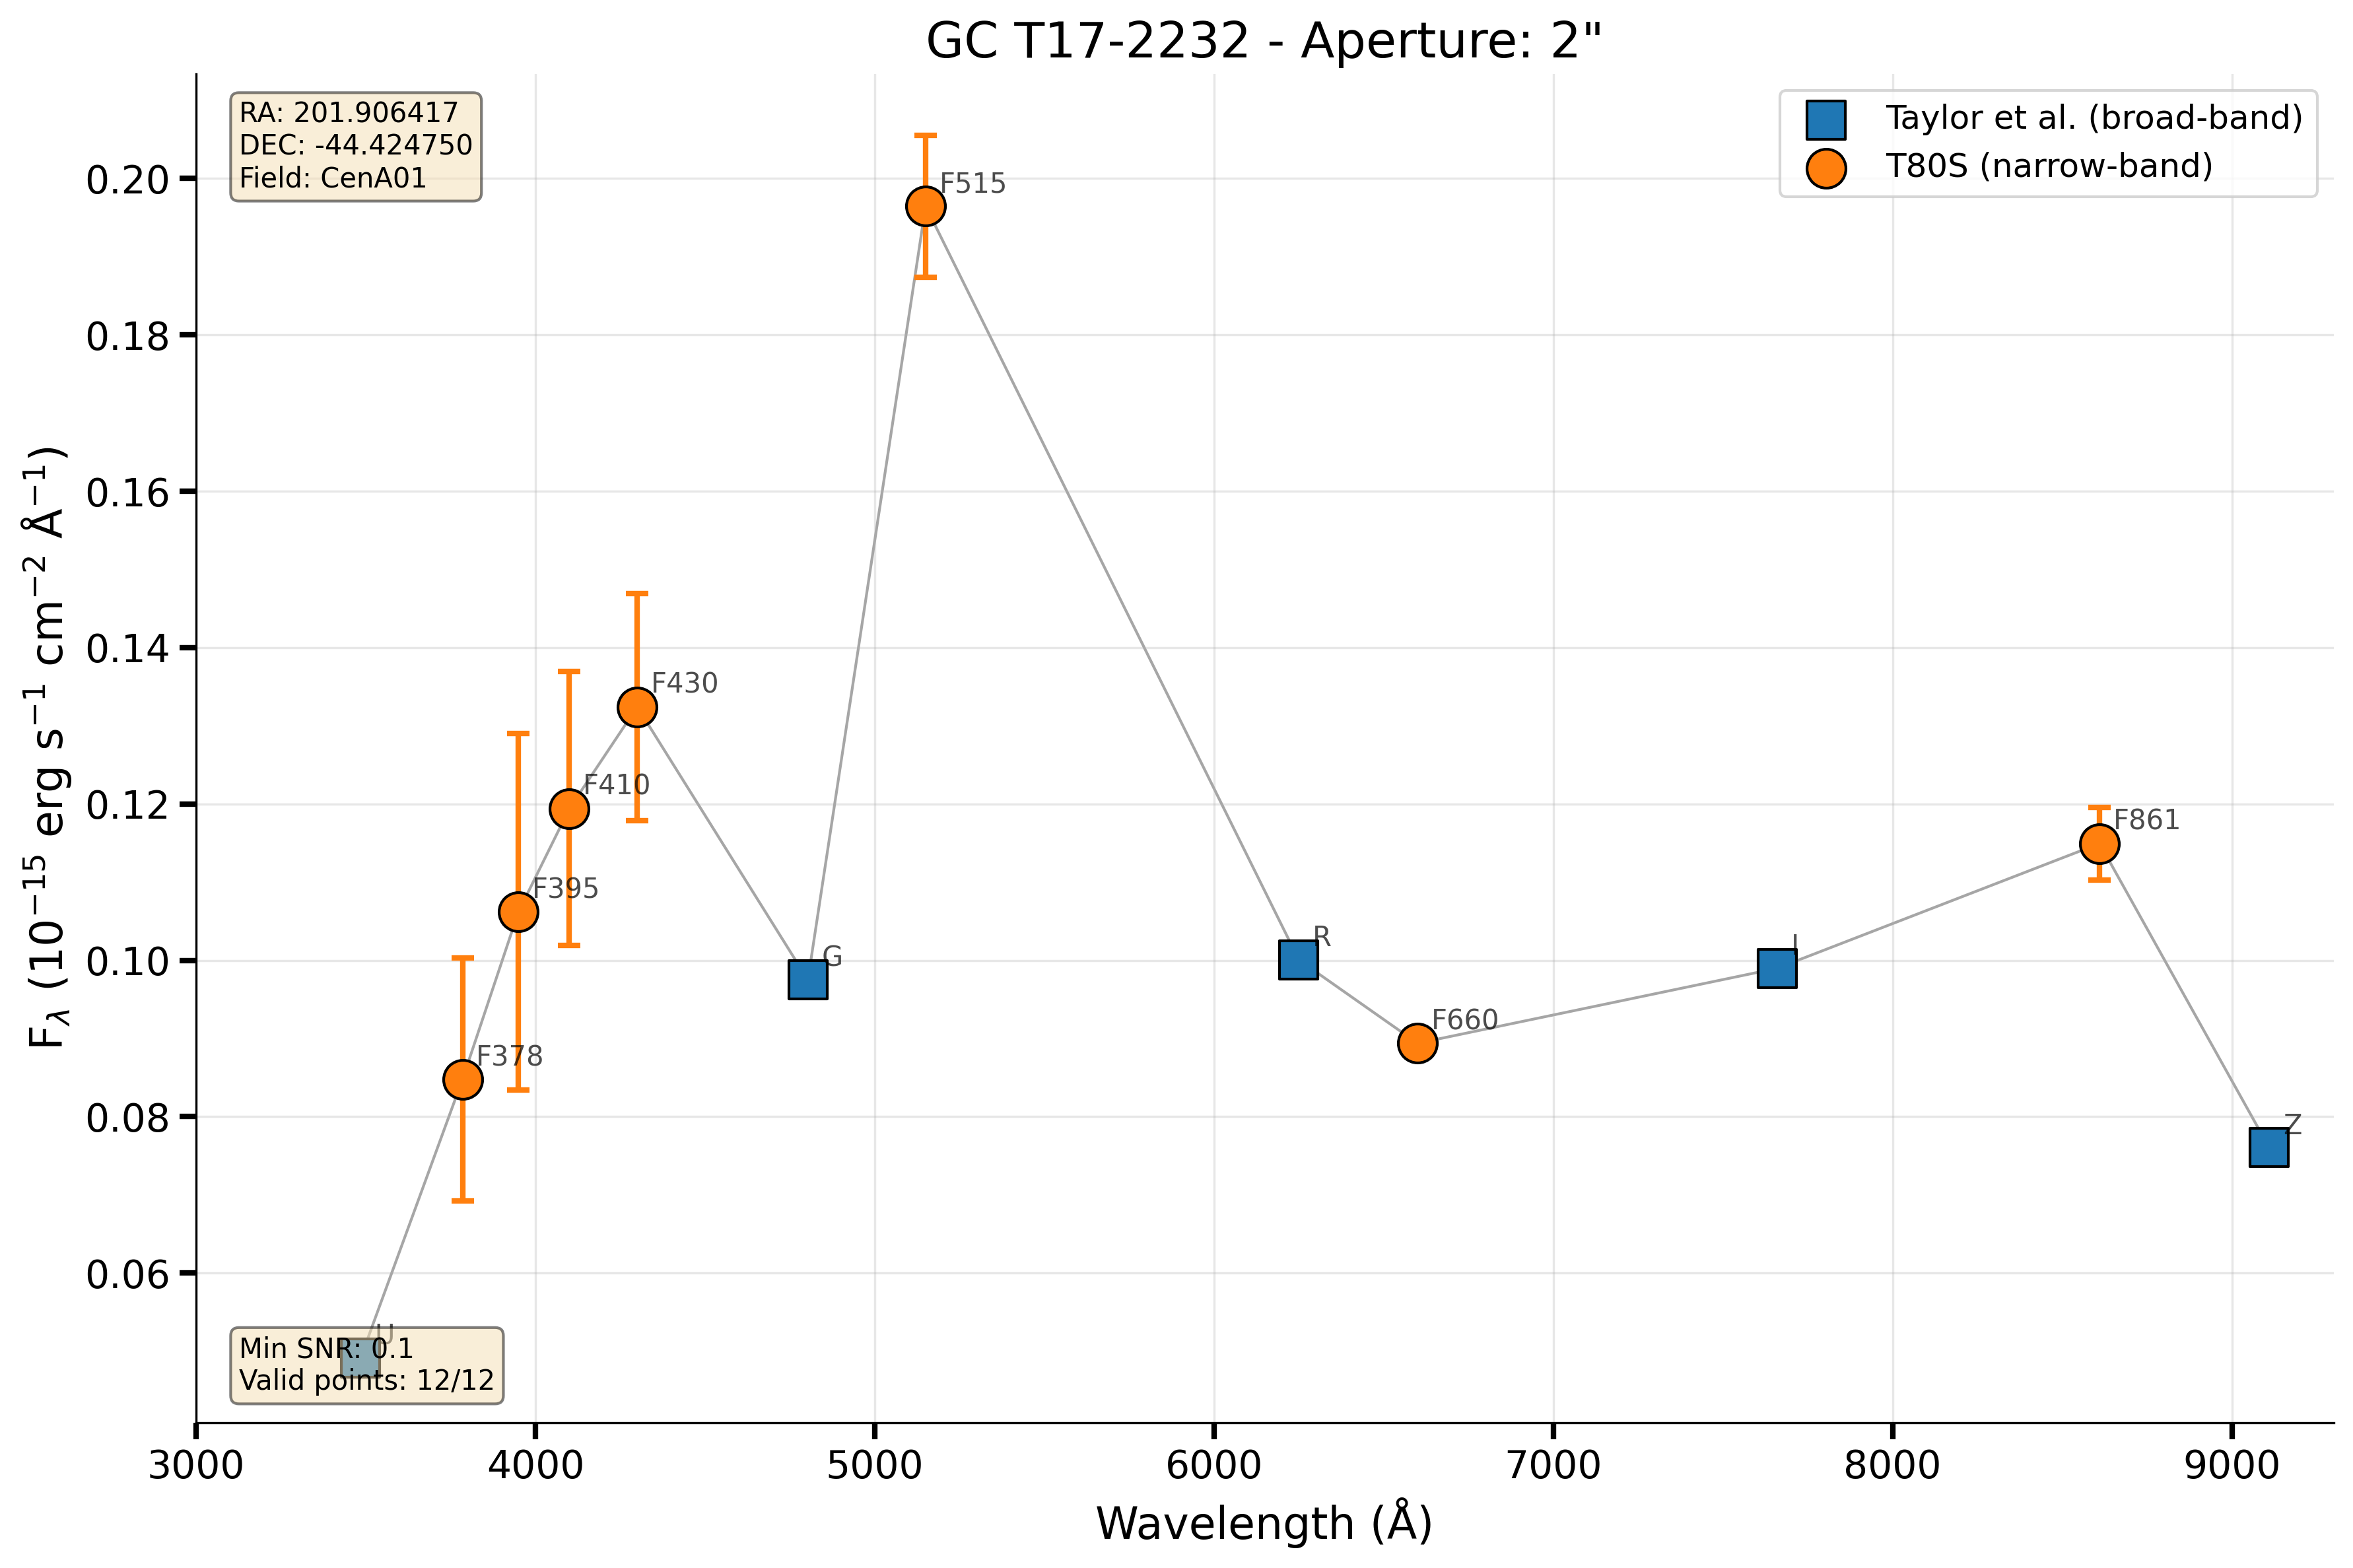 GC T17-2232 - Aperture: 2"
RA: 201.906417
DEC: -44.424750
Field: CenA01
Taylor et al. (broad-band)
T80S (narrow-band)
F515
F430
F410
F395
F378
G
R
F660
I
F861
Z
U
Min SNR: 0.1
Valid points: 12/12
0.20
0.18
0.16
0.14
0.12
0.10
0.08
0.06
F_λ (10⁻¹⁵ erg s⁻¹ cm⁻² Å⁻¹)
3000 4000 5000 6000 7000 8000 9000
Wavelength (Å)